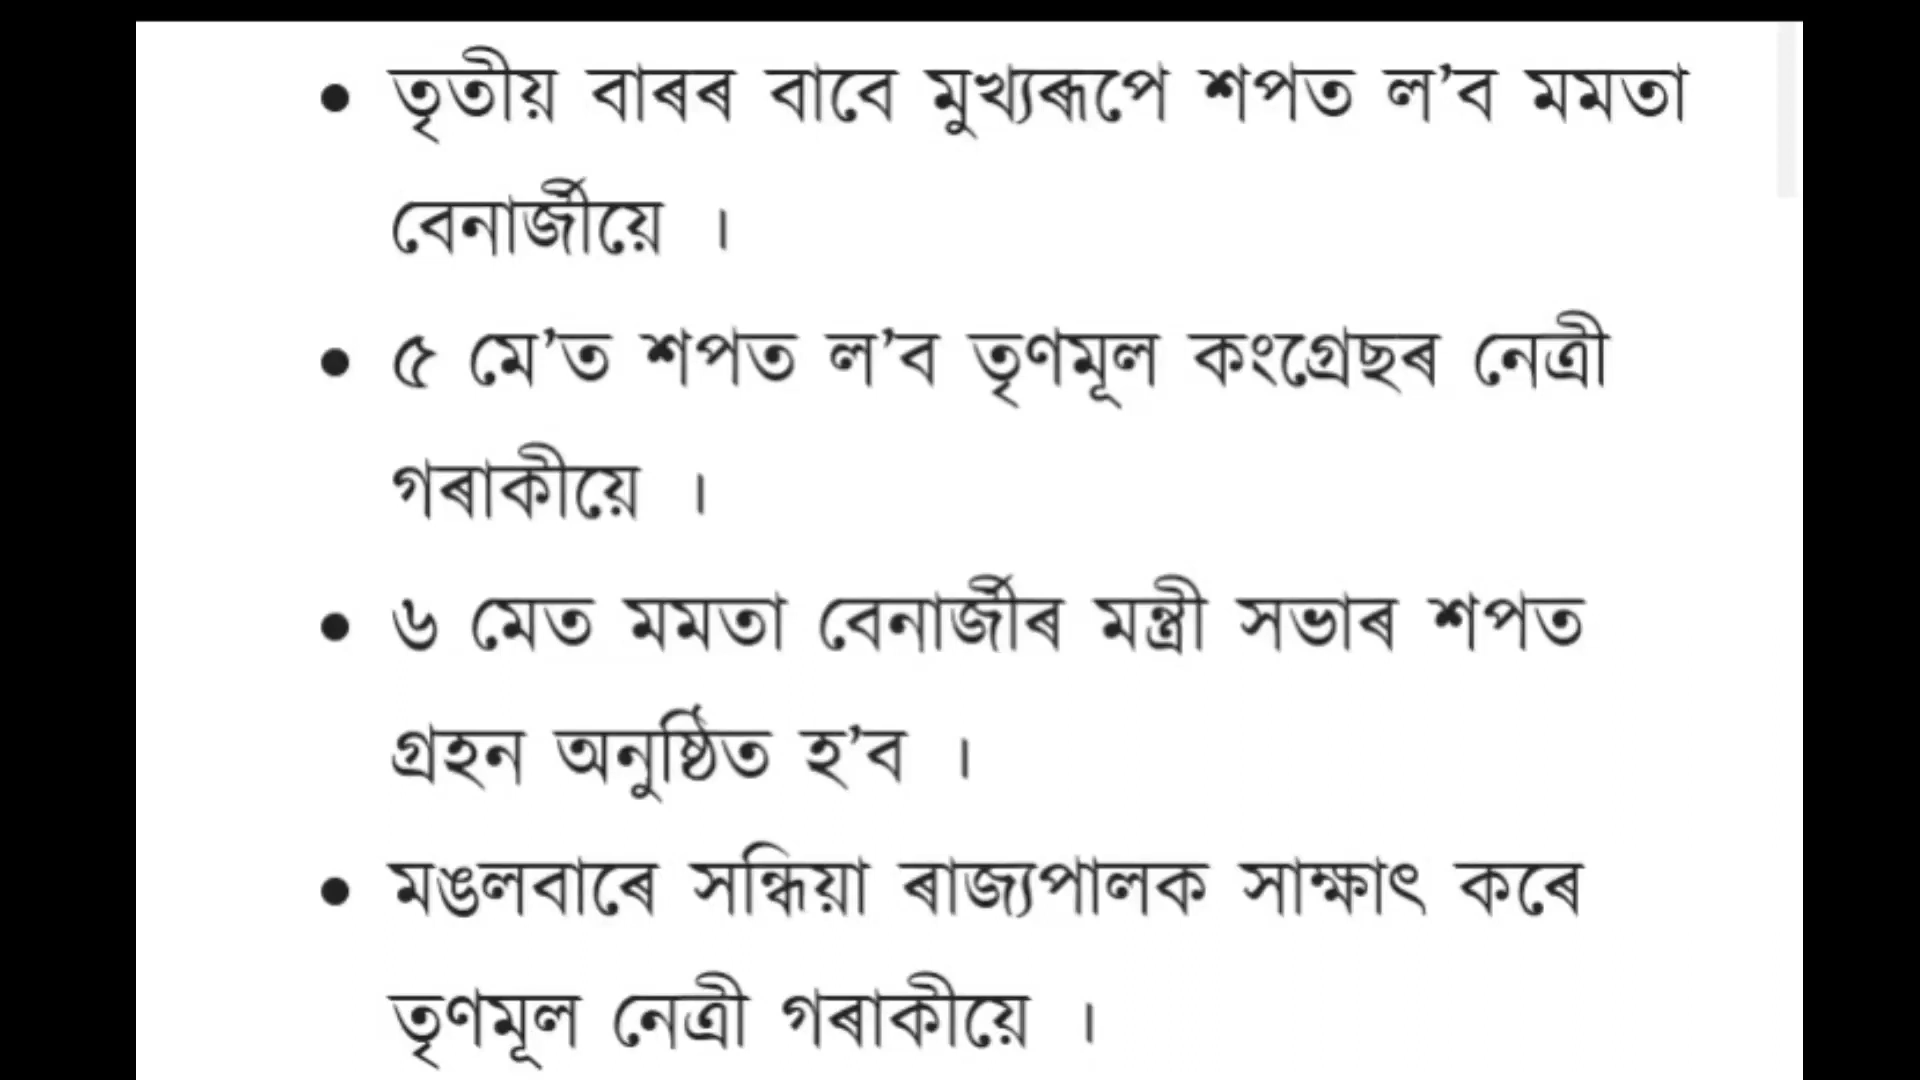 • তৃতীয় বাৰৰ বাবে মুখ্যৰূপে শপত ল’ব মমতা
বেনাৰ্জীয়ে ।
• ৫ মে’ত শপত ল’ব তৃণমূল কংগ্ৰেছৰ নেত্ৰী
গৰাকীয়ে ।
• ৬ মেত মমতা বেনাৰ্জীৰ মন্ত্ৰী সভাৰ শপত
গ্ৰহন অনুষ্ঠিত হ’ব ।
• মঙলবাৰে সন্ধিয়া ৰাজ্যপালক সাক্ষাৎ কৰে
তৃণমূল নেত্ৰী গৰাকীয়ে ।